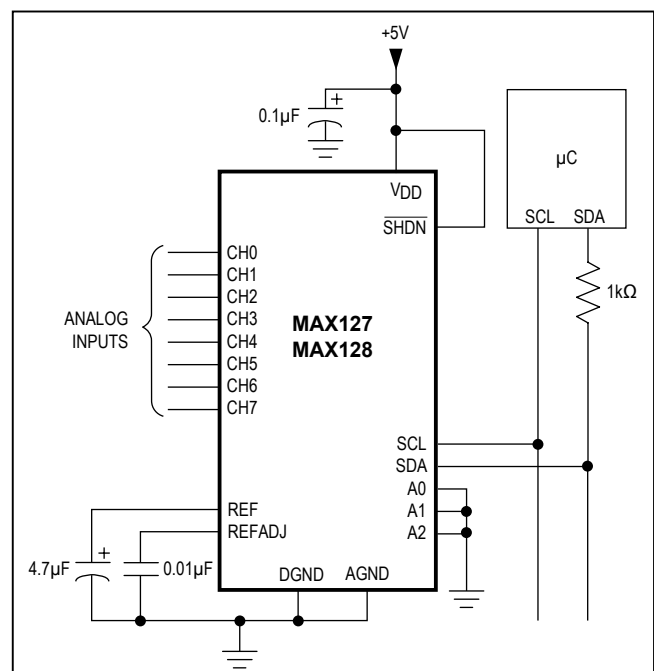 +5V
+
0.1µF
µC
SCL SDA
1kΩ
VDD
SHDN
CH0
CH1
CH2
CH3
CH4
CH5
CH6
CH7
ANALOG
INPUTS
MAX127
MAX128
SCL
SDA
A0
A1
A2
REF
REFADJ
4.7µF
+
0.01µF
DGND AGND